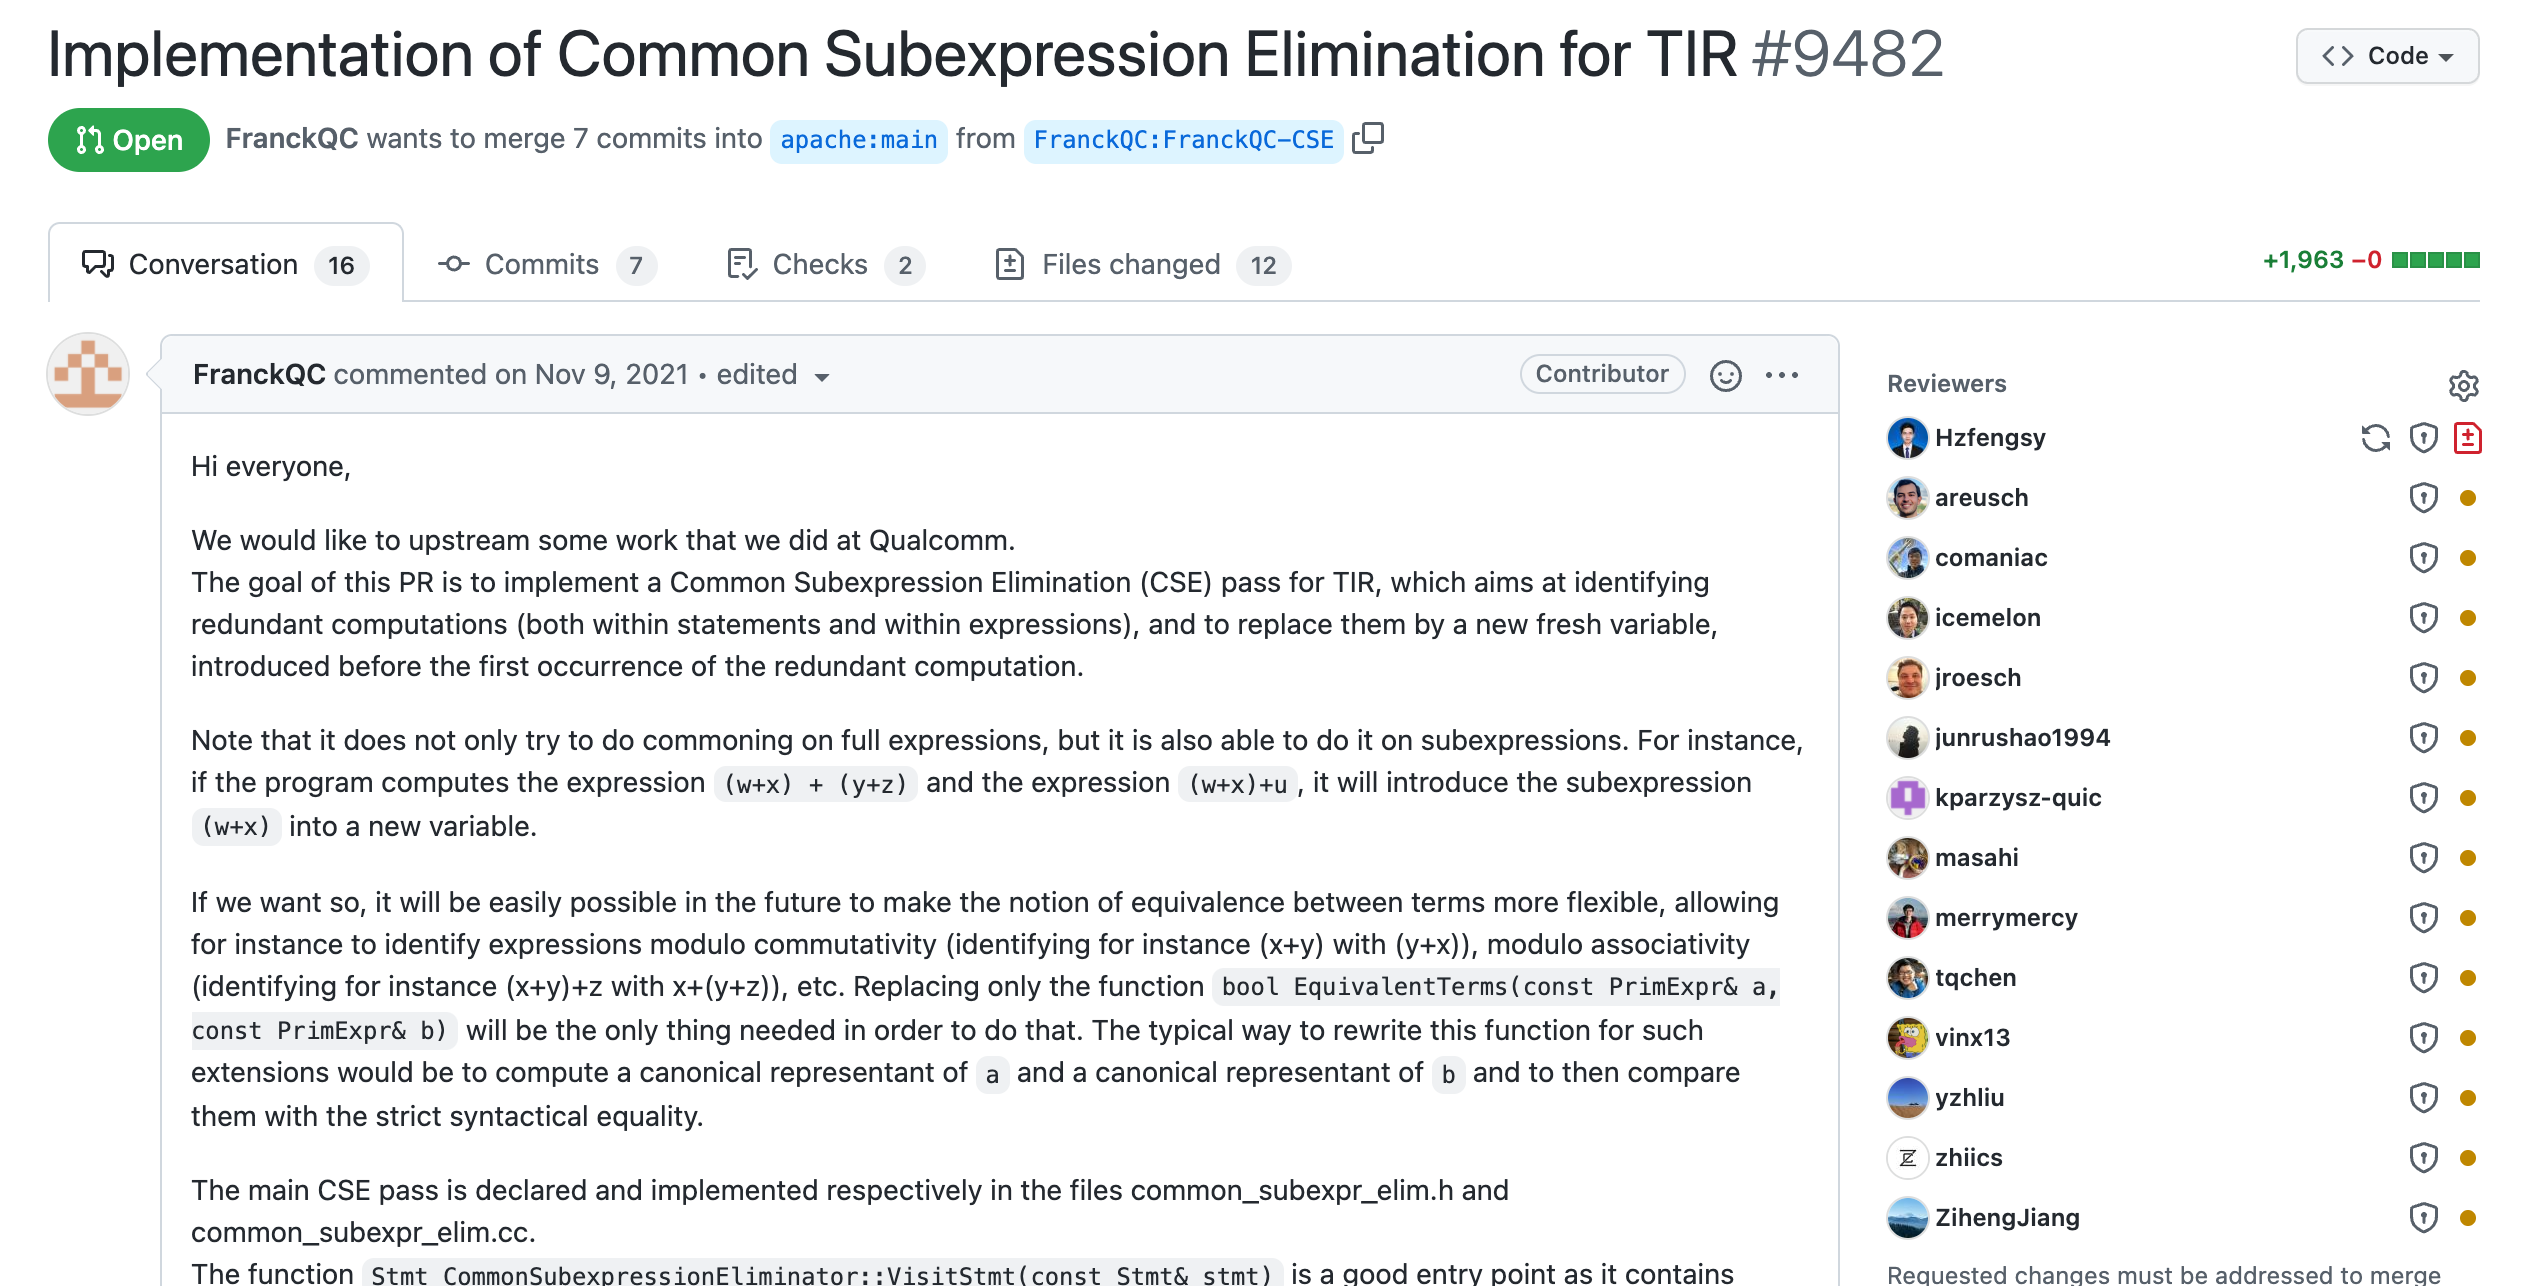 Implementation of Common Subexpression Elimination for TIR #9482
Code
Open FranckQC wants to merge 7 commits into apache:main from FranckQC:FranckQC-CSE
Conversation 16 Commits 7 Checks 2 Files changed 12 +1,963 −0
FranckQC commented on Nov 9, 2021 • edited Contributor
Hi everyone,
We would like to upstream some work that we did at Qualcomm.
The goal of this PR is to implement a Common Subexpression Elimination (CSE) pass for TIR, which aims at identifying
redundant computations (both within statements and within expressions), and to replace them by a new fresh variable,
introduced before the first occurrence of the redundant computation.
Note that it does not only try to do commoning on full expressions, but it is also able to do it on subexpressions. For instance,
if the program computes the expression (w+x) + (y+z) and the expression (w+x)+u, it will introduce the subexpression
(w+x) into a new variable.
If we want so, it will be easily possible in the future to make the notion of equivalence between terms more flexible, allowing
for instance to identify expressions modulo commutativity (identifying for instance (x+y) with (y+x)), modulo associativity
(identifying for instance (x+y)+z with x+(y+z)), etc. Replacing only the function bool EquivalentTerms(const PrimExpr& a,
const PrimExpr& b) will be the only thing needed in order to do that. The typical way to rewrite this function for such
extensions would be to compute a canonical representant of a and a canonical representant of b and to then compare
them with the strict syntactical equality.
The main CSE pass is declared and implemented respectively in the files common_subexpr_elim.h and
common_subexpr_elim.cc.
The function Stmt CommonSubexpressionEliminator::VisitStmt(const Stmt& stmt) is a good entry point as it contains
Reviewers
Hzfengsy
areusch
comaniac
icemelon
jroesch
junrushao1994
kparzysz-quic
masahi
merrymercy
tqchen
vinx13
yzhliu
zhiics
ZihengJiang
Requested changes must be addressed to merge